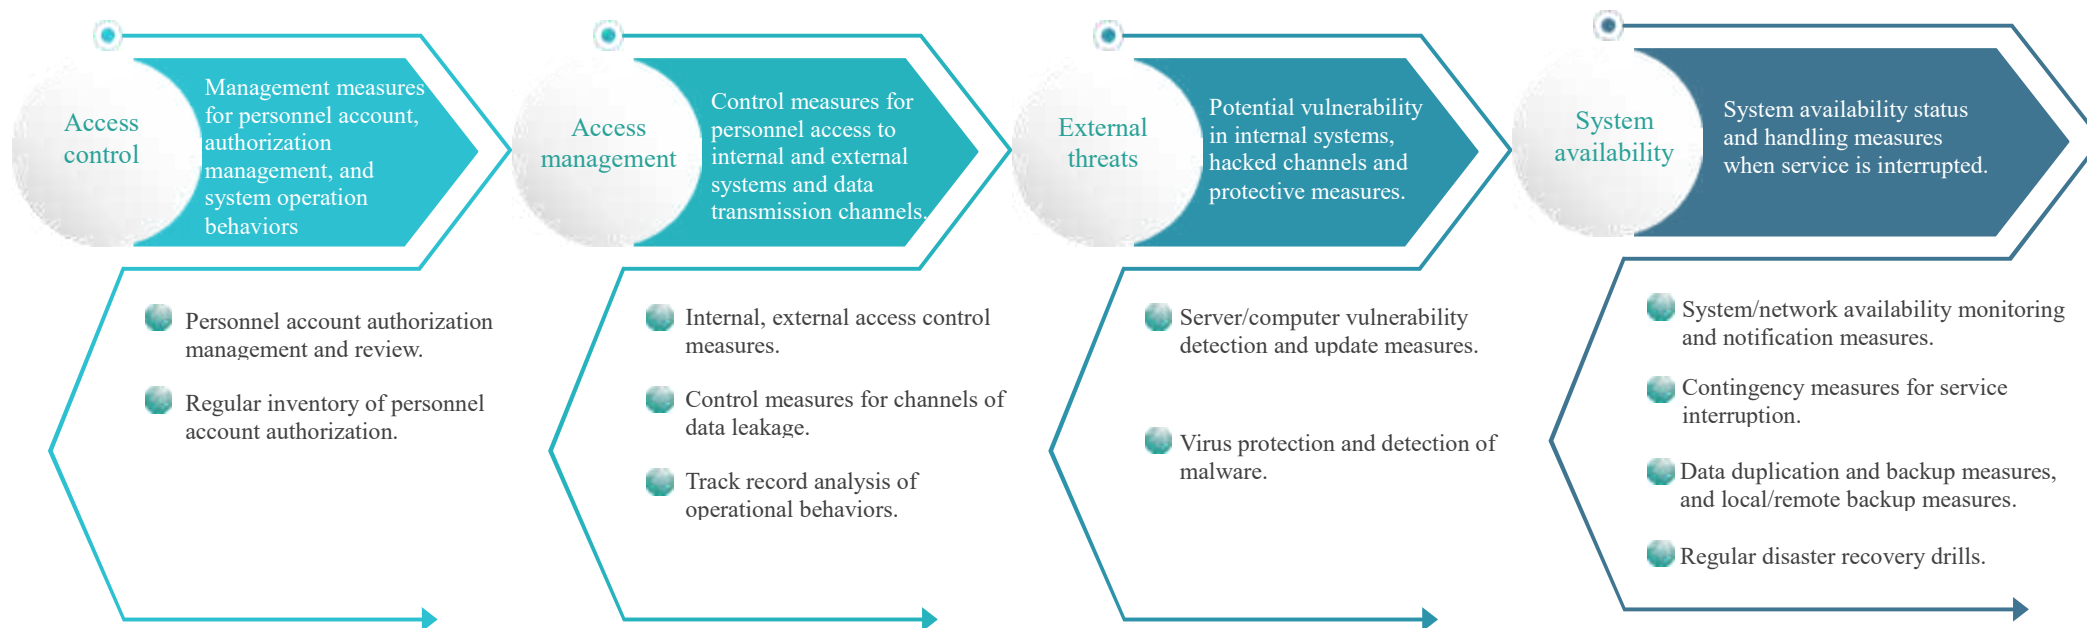 Access
control
Management measures
for personnel account,
authorization
management, and
system operation
behaviors
Personnel account authorization
management and review.
Regular inventory of personnel
account authorization.
Access
management
Control measures for
personnel access to
internal and external
systems and data
transmission channels.
Internal, external access control
measures.
Control measures for channels of
data leakage.
Track record analysis of
operational behaviors.
External
threats
Potential vulnerability
in internal systems,
hacked channels and
protective measures.
Server/computer vulnerability
detection and update measures.
Virus protection and detection of
malware.
System
availability
System availability status
and handling measures
when service is interrupted.
System/network availability monitoring
and notification measures.
Contingency measures for service
interruption.
Data duplication and backup measures,
and local/remote backup measures.
Regular disaster recovery drills.